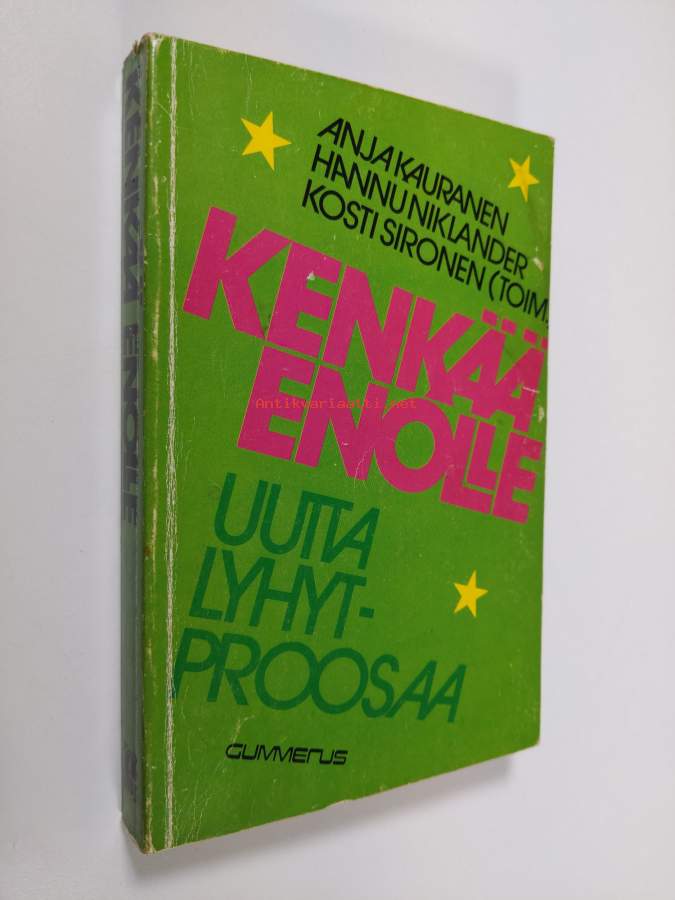 KENKÄÄ ENOLLE
ANJA KAURANEN
HANNU NIKLANDER
KOSTI SIRONEN (TOIM.
KENKÄÄ
ENOLLE
Antikvariaatti.net
UUTTA
LYHYT-
PROOSAA
GUMMERUS